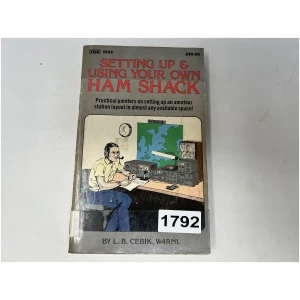 SETTING UP &
USING YOUR OWN
HAM SHACK
Practical pointers on setting up an amateur
station layout in almost any available space!
1792
BY L. B. CEBIK, W4RNL